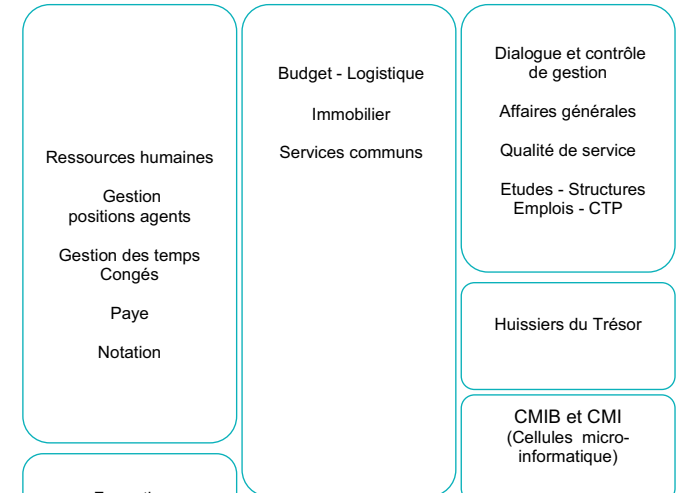 Ressources humaines
Gestion
positions agents
Gestion des temps
Congés
Paye
Notation
Budget - Logistique
Immobilier
Services communs
Dialogue et contrôle
de gestion
Affaires générales
Qualité de service
Etudes - Structures
Emplois - CTP
Huissiers du Trésor
CMIB et CMI
(Cellules micro-
informatique)